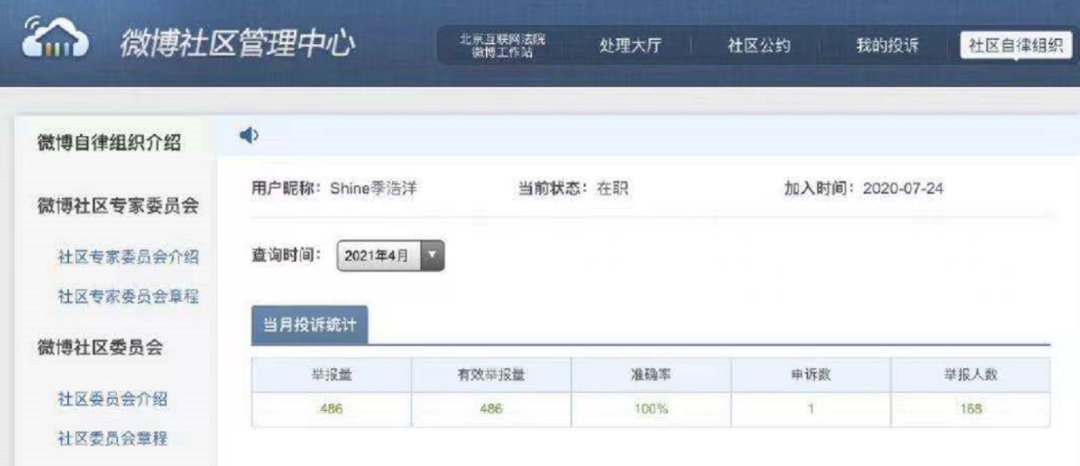 微博社区管理中心
北京互联网法院
微博工作站
处理大厅
社区公约
我的投诉
社区自律组织
微博自律组织介绍
微博社区专家委员会
社区专家委员会介绍
社区专家委员会章程
微博社区委员会
社区委员会介绍
社区委员会章程
用户昵称：Shine季浩洋 当前状态：在职 加入时间：2020-07-24
查询时间：2021年4月
当月投诉统计
举报量 有效举报量 准确率 申诉数 举报人数
486 486 100% 1 168